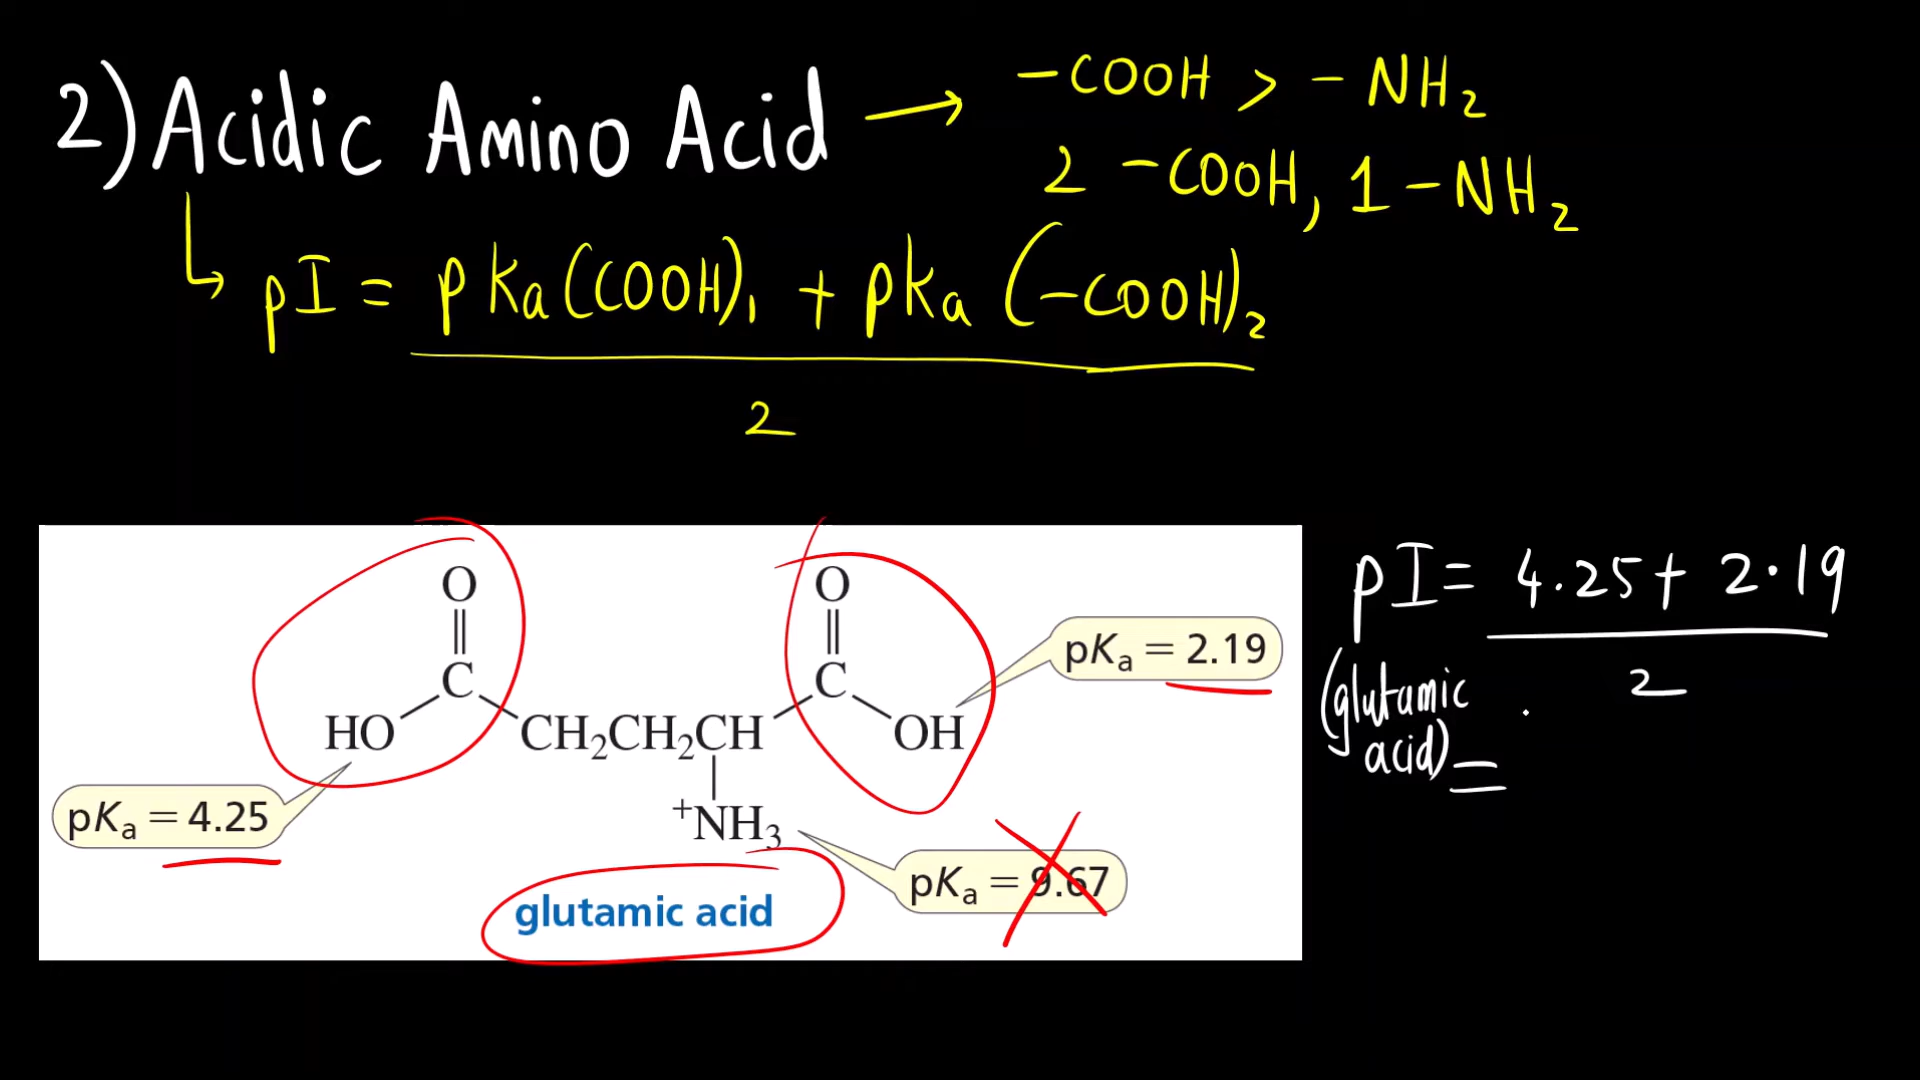 2) Acidic Amino Acid → -COOH > -NH₂
2 -COOH, 1 -NH₂
pI = pKa(COOH)₁ + pKa (-COOH)₂
2
O O
C C
HO CH₂CH₂CH OH
⁺NH₃
pKₐ = 2.19
pKₐ = 4.25
pKₐ = 9.67
glutamic acid
pI = 4.25 + 2.19
2
(glutamic
acid) =